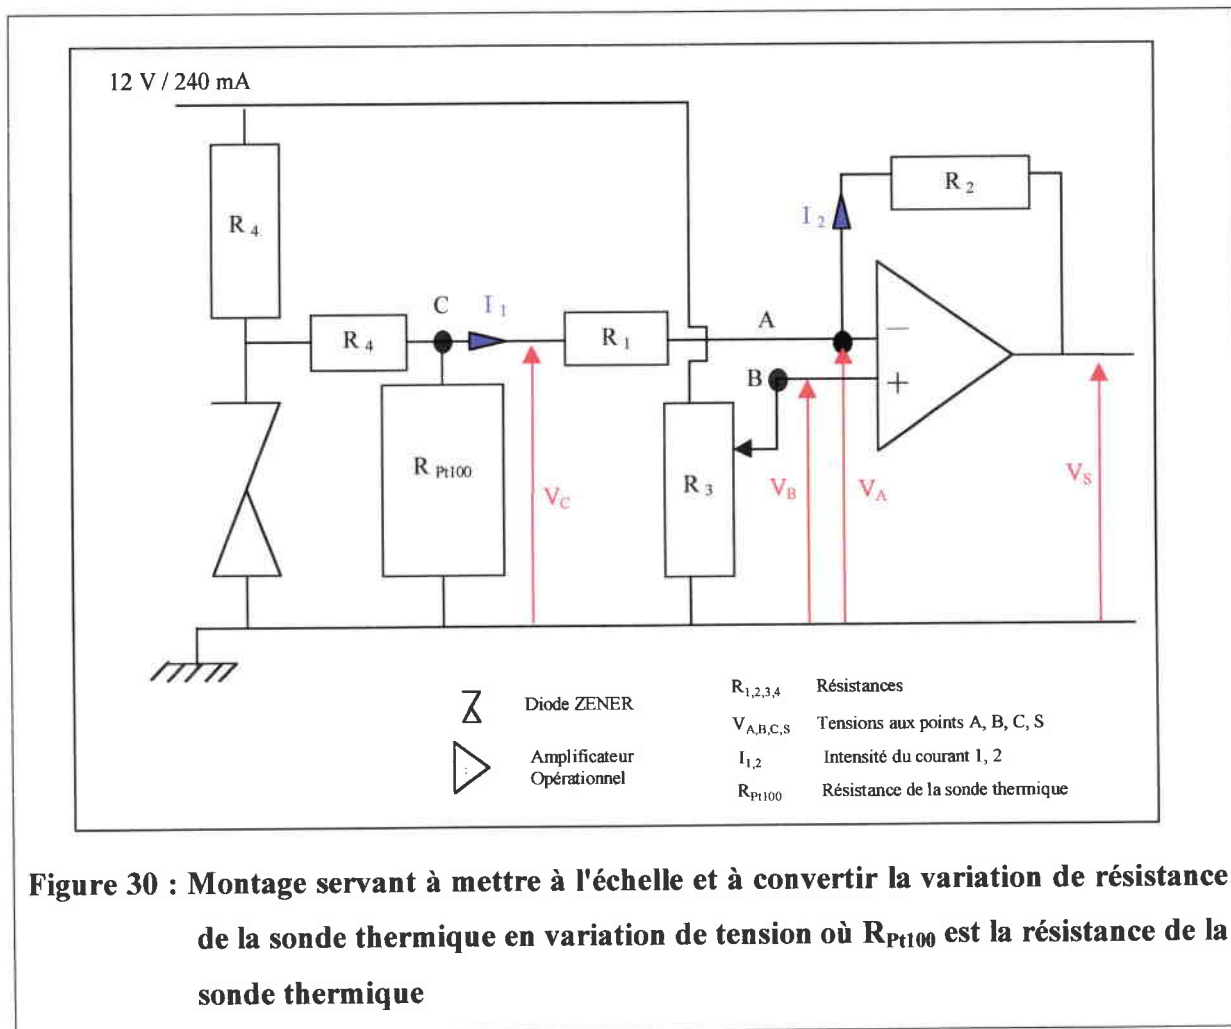 12 V / 240 mA
R 4
R 4
C
I 1
R 1
A
B
I 2
R 2
−
+
R Pt100
R 3
V C
V B
V A
V S
Diode ZENER
Amplificateur
Opérationnel
R1,2,3,4 Résistances
VA,B,C,S Tensions aux points A, B, C, S
I1,2 Intensité du courant 1, 2
RPt100 Résistance de la sonde thermique
Figure 30 : Montage servant à mettre à l'échelle et à convertir la variation de résistance
de la sonde thermique en variation de tension où RPt100 est la résistance de la
sonde thermique